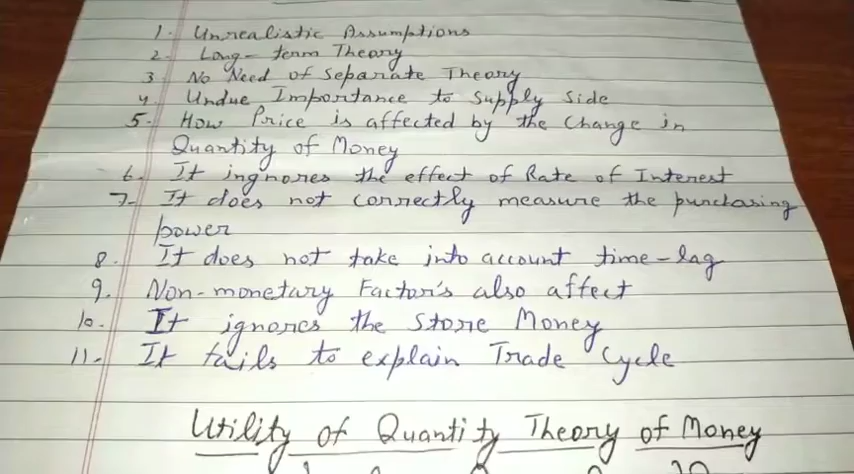 1. Unrealistic Assumptions
2. Long-term Theory
3 No Need of Separate Theory
4. Undue Importance to Supply Side
5. How Price is affected by the Change in
Quantity of Money
6. It ingnores the effect of Rate of Interest
7. It does not correctly measure the purchasing
power
8. It does not take into account time-lag
9. Non-monetary Factor's also affect
10. It ignores the Store Money
11. It fails to explain Trade Cycle
Utility of Quantity Theory of Money